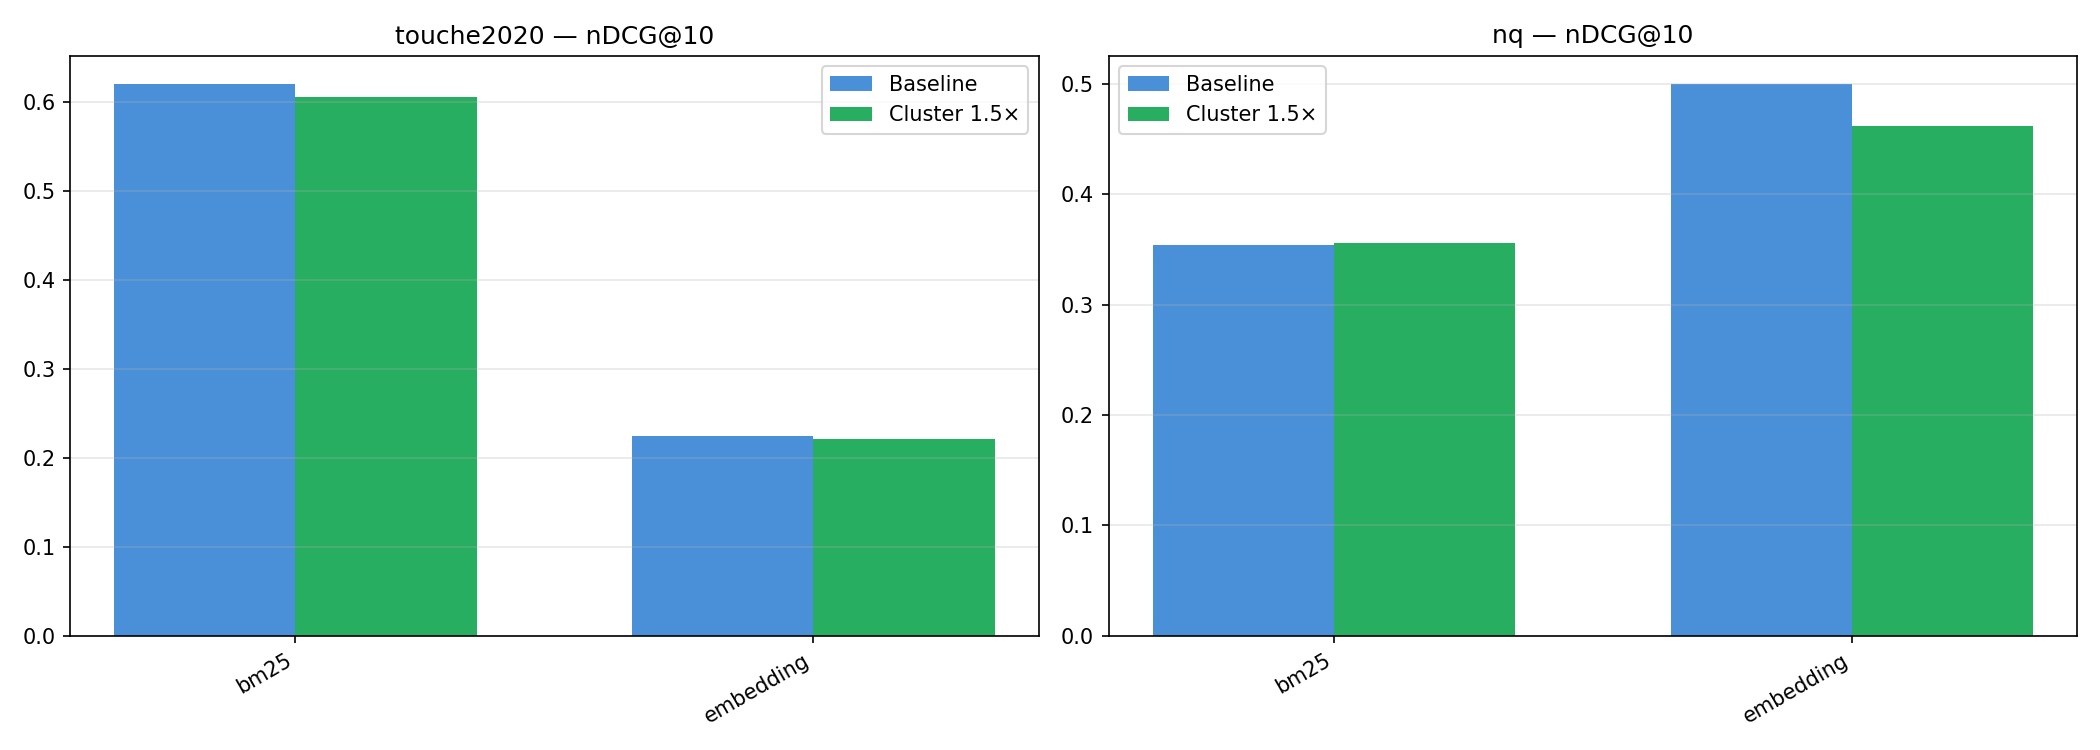 touche2020 — nDCG@10
Baseline
Cluster 1.5×
0.6
0.5
0.4
0.3
0.2
0.1
0.0
bm25
embedding
nq — nDCG@10
Baseline
Cluster 1.5×
0.5
0.4
0.3
0.2
0.1
0.0
bm25
embedding